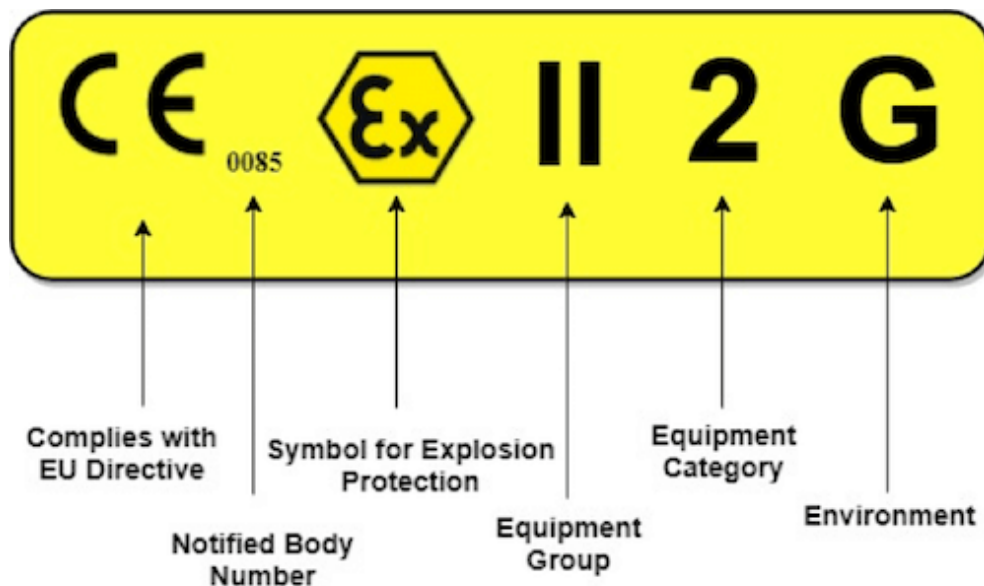 CE 0085 Ex II 2 G
Complies with
EU Directive
Symbol for Explosion
Protection
Equipment
Category
Notified Body
Number
Equipment
Group
Environment